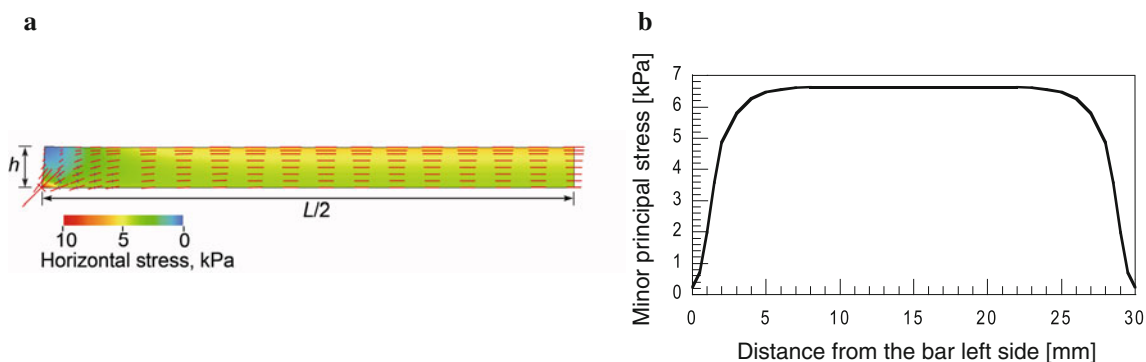 a
h
L/2
10 5 0
Horizontal stress, kPa
b
Minor principal stress [kPa]
7
6
5
4
3
2
1
0
0 5 10 15 20 25 30
Distance from the bar left side [mm]